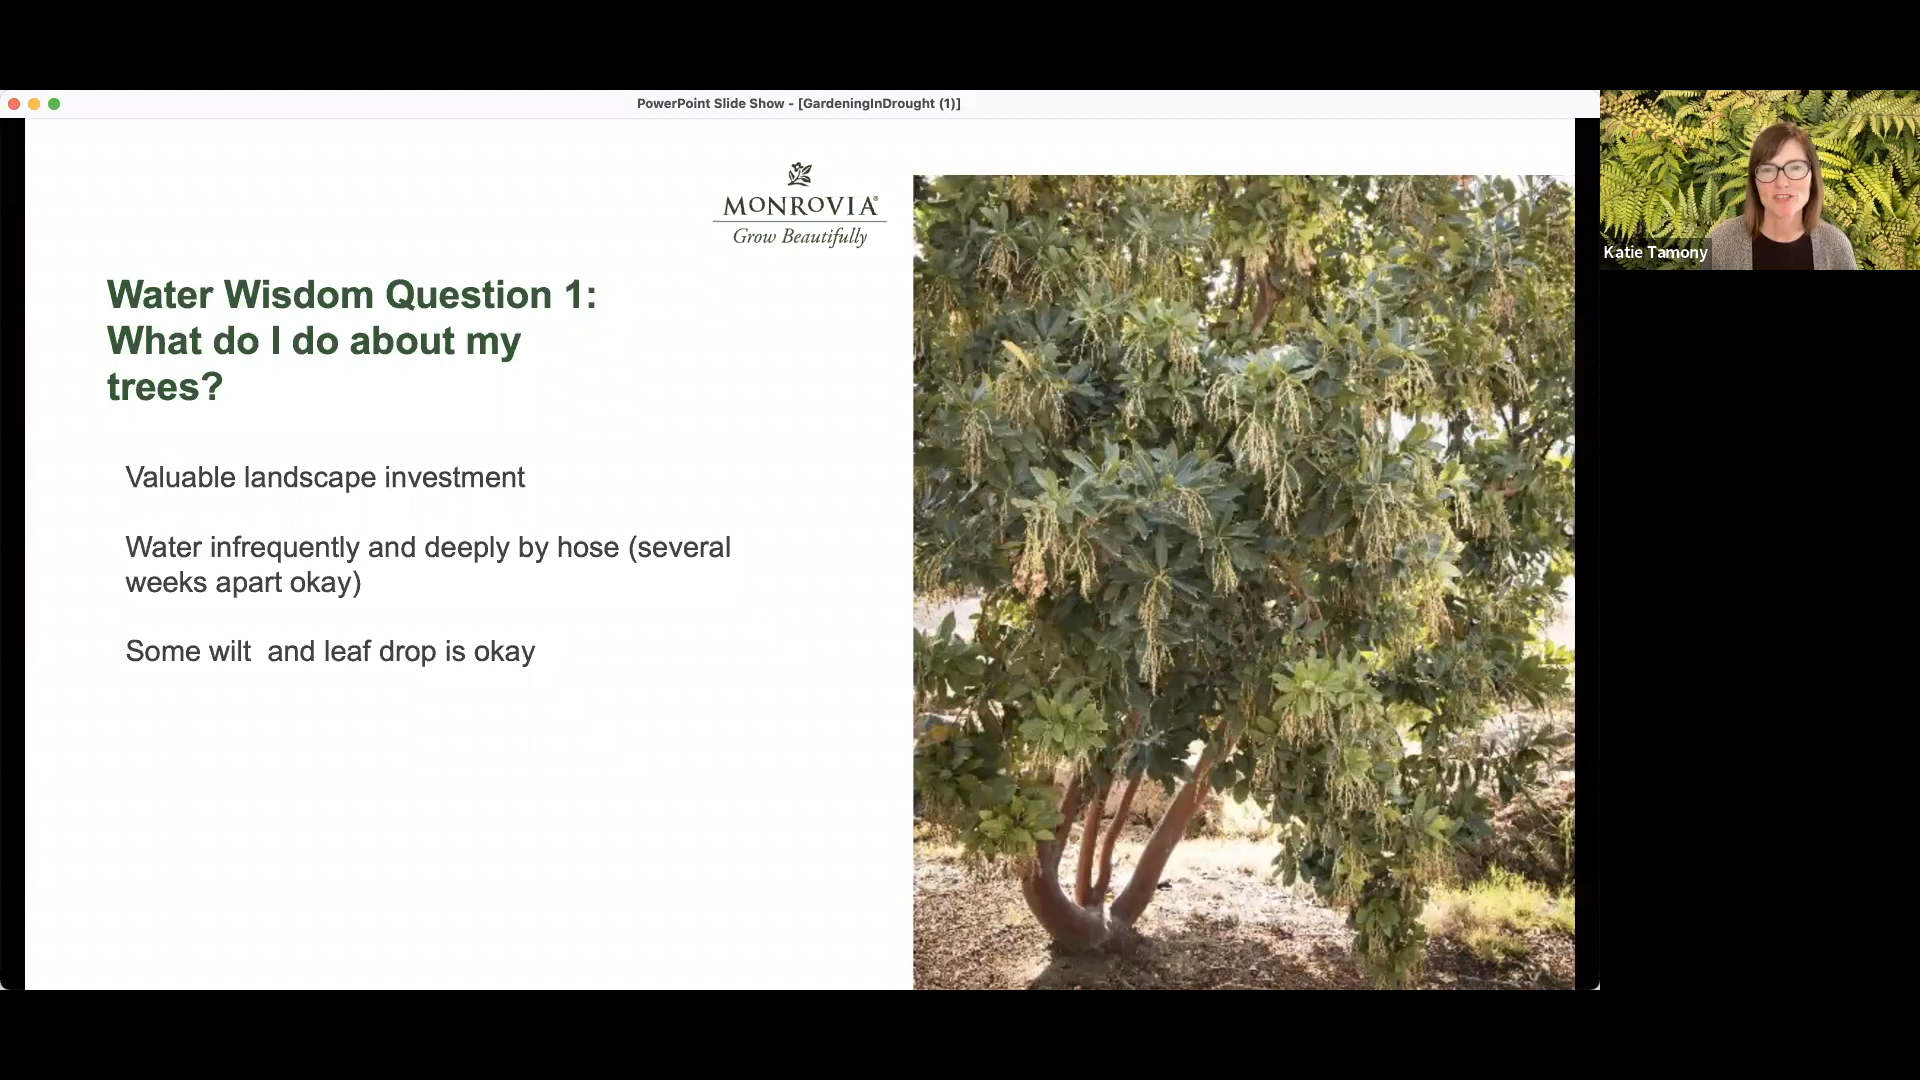 PowerPoint Slide Show - [GardeningInDrought (1)]
MONROVIA®
Grow Beautifully
Water Wisdom Question 1:
What do I do about my
trees?
Valuable landscape investment
Water infrequently and deeply by hose (several
weeks apart okay)
Some wilt  and leaf drop is okay
Katie Tamony